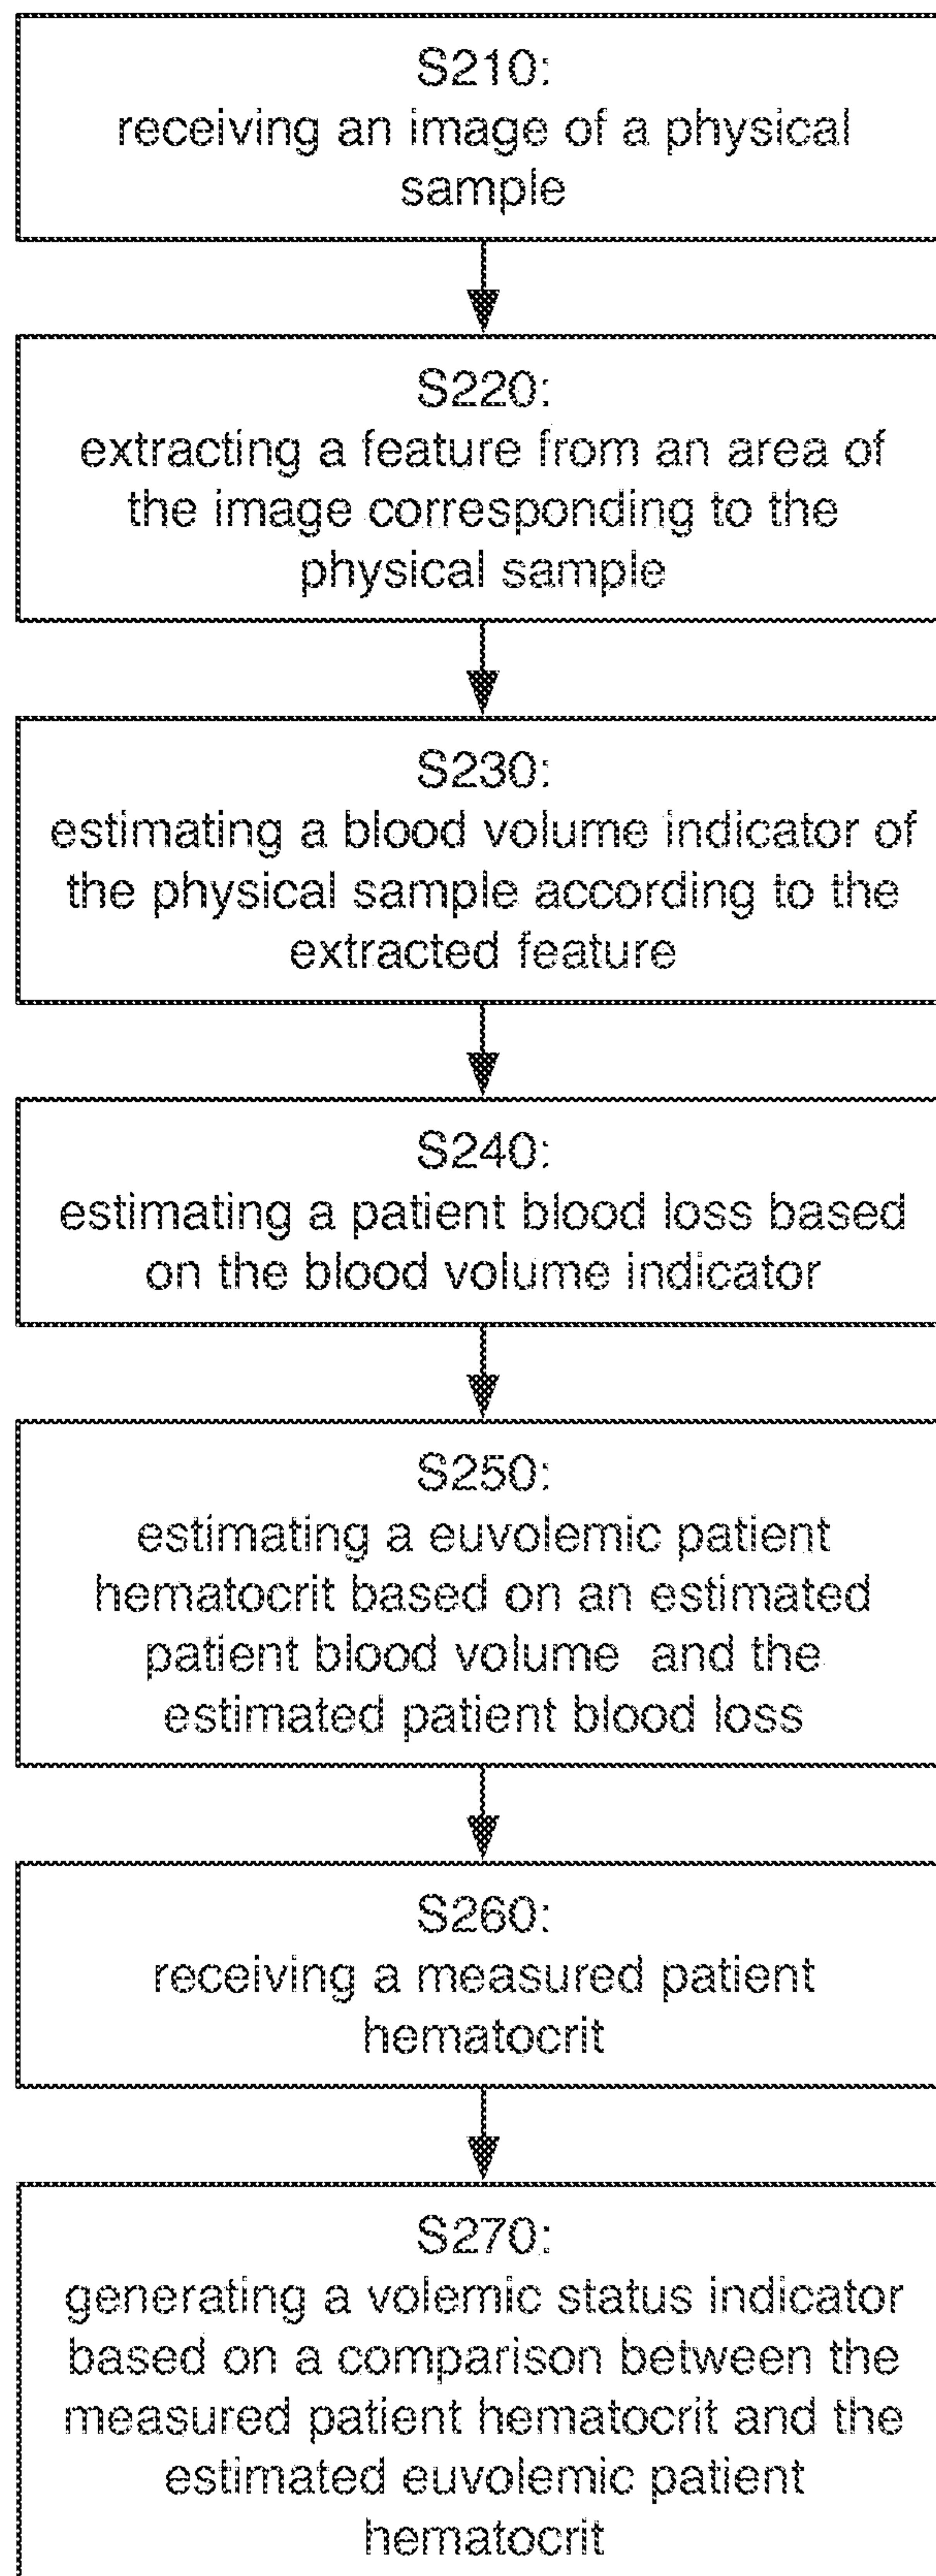 S210:
receiving an image of a physical
sample
S220:
extracting a feature from an area of
the image corresponding to the
physical sample
S230:
estimating a blood volume indicator of
the physical sample according to the
extracted feature
S240:
estimating a patient blood loss based
on the blood volume indicator
S250:
estimating a euvolemic patient
hematocrit based on an estimated
patient blood volume and the
estimated patient blood loss
S260:
receiving a measured patient
hematocrit
S270:
generating a volemic status indicator
based on a comparison between the
measured patient hematocrit and the
estimated euvolemic patient
hematocrit